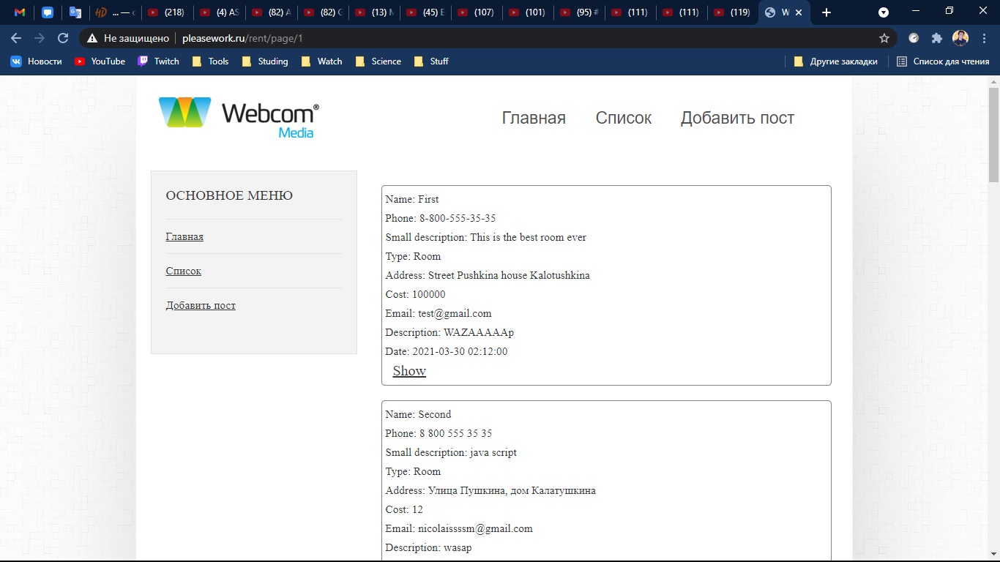 (218)
... — c
(4) AS
(82) A
(82) G
(13) M
(45) E
(107)
(101)
(95) #
(111)
(111)
(119)
W
Не защищено
pleasework.ru/rent/page/1
Новости
YouTube
Twitch
Tools
Studing
Watch
Science
Stuff
Другие закладки
Список для чтения
Webcom®
Media
Главная
Список
Добавить пост
ОСНОВНОЕ МЕНЮ
Главная
Список
Добавить пост
Name: First
Phone: 8-800-555-35-35
Small description: This is the best room ever
Type: Room
Address: Street Pushkina house Kalotushkina
Cost: 100000
Email: test@gmail.com
Description: WAZAAAAAp
Date: 2021-03-30 02:12:00
Show
Name: Second
Phone: 8 800 555 35 35
Small description: java script
Type: Room
Address: Улица Пушкина, дом Калатушкина
Cost: 12
Email: nicolaissssm@gmail.com
Description: wasap